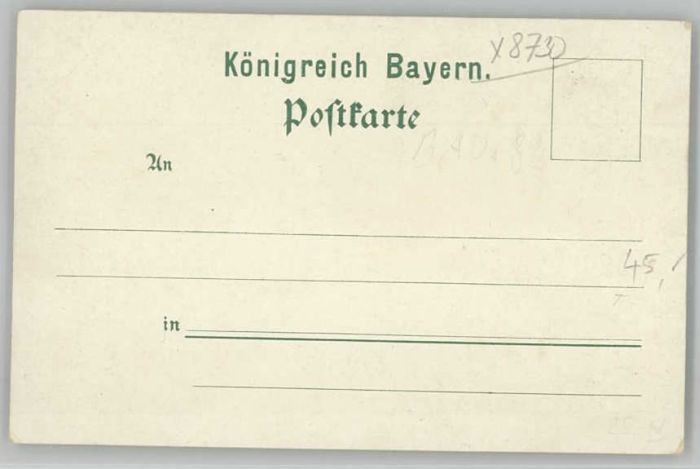 x8730
Königreich Bayern.
Poſtkarte
An
45,
in